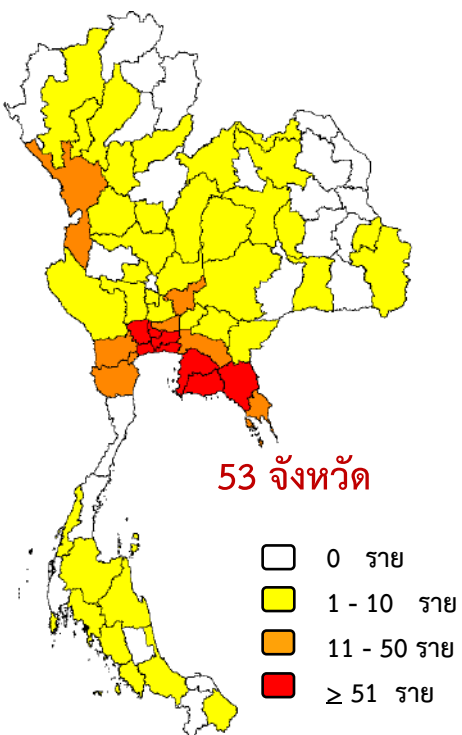 53 จังหวัด
0 ราย
1 - 10 ราย
11 - 50 ราย
≥ 51 ราย